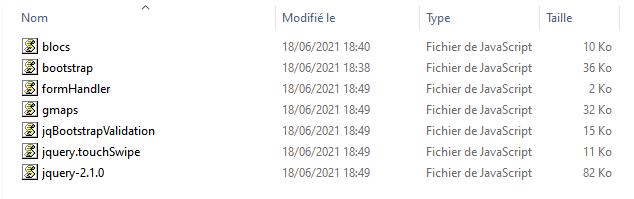 Nom Modifié le Type Taille
blocs 18/06/2021 18:40 Fichier de JavaScript 10 Ko
bootstrap 18/06/2021 18:38 Fichier de JavaScript 36 Ko
formHandler 18/06/2021 18:49 Fichier de JavaScript 2 Ko
gmaps 18/06/2021 18:49 Fichier de JavaScript 32 Ko
jqBootstrapValidation 18/06/2021 18:49 Fichier de JavaScript 15 Ko
jquery.touchSwipe 18/06/2021 18:49 Fichier de JavaScript 11 Ko
jquery-2.1.0 18/06/2021 18:49 Fichier de JavaScript 82 Ko